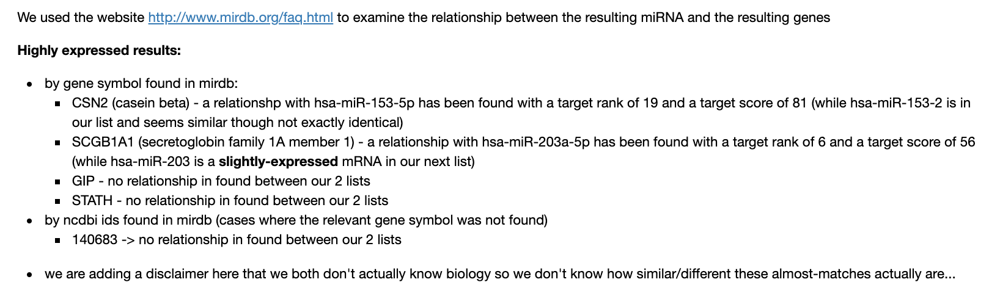 We used the website http://www.mirdb.org/faq.html to examine the relationship between the resulting miRNA and the resulting genes
Highly expressed results:
• by gene symbol found in mirdb:
▪ CSN2 (casein beta) - a relationshp with hsa-miR-153-5p has been found with a target rank of 19 and a target score of 81 (while hsa-miR-153-2 is in
our list and seems similar though not exactly identical)
▪ SCGB1A1 (secretoglobin family 1A member 1) - a relationship with hsa-miR-203a-5p has been found with a target rank of 6 and a target score of 56
(while hsa-miR-203 is a slightly-expressed mRNA in our next list)
▪ GIP - no relationship in found between our 2 lists
▪ STATH - no relationship in found between our 2 lists
• by ncdbi ids found in mirdb (cases where the relevant gene symbol was not found)
▪ 140683 -> no relationship in found between our 2 lists
• we are adding a disclaimer here that we both don't actually know biology so we don't know how similar/different these almost-matches actually are...